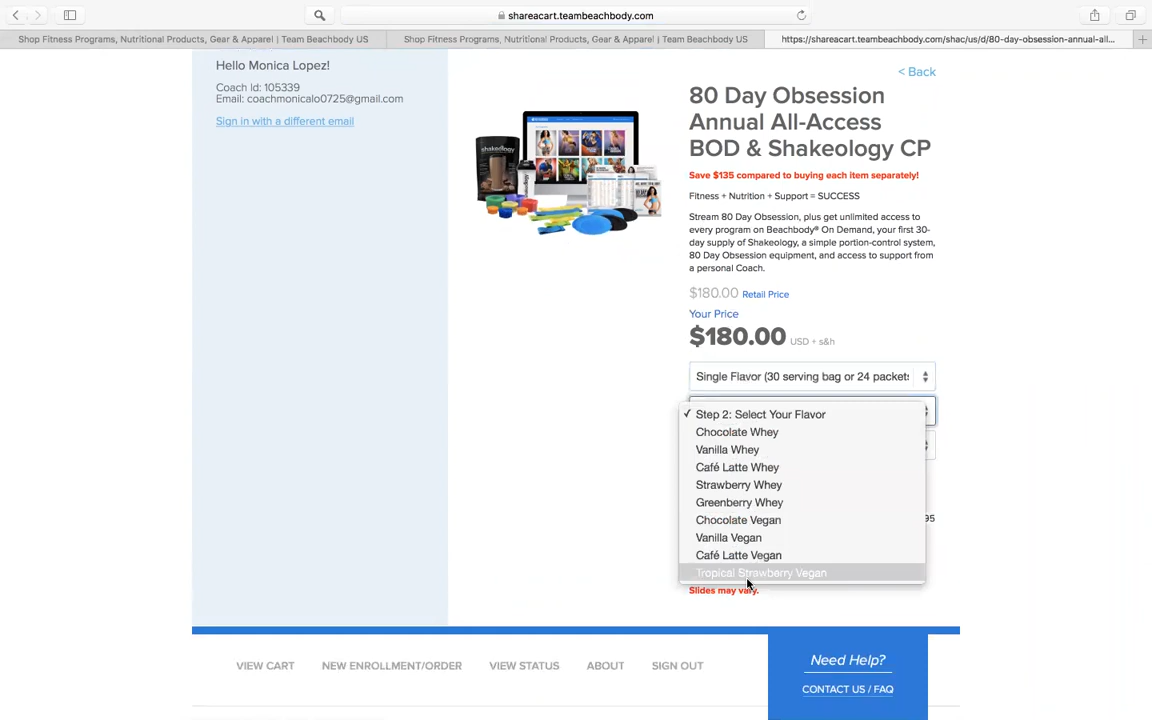 shareacart.teambeachbody.com
Shop Fitness Programs, Nutritional Products, Gear & Apparel | Team Beachbody US
Shop Fitness Programs, Nutritional Products, Gear & Apparel | Team Beachbody US
https://shareacart.teambeachbody.com/shac/us/d/80-day-obsession-annual-all...
Hello Monica Lopez!
Coach Id: 105339
Email: coachmonicalo0725@gmail.com
Sign in with a different email
< Back
80 Day Obsession
Annual All-Access
BOD & Shakeology CP
Save $135 compared to buying each item separately!
Fitness + Nutrition + Support = SUCCESS
Stream 80 Day Obsession, plus get unlimited access to
every program on Beachbody® On Demand, your first 30-
day supply of Shakeology, a simple portion-control system,
80 Day Obsession equipment, and access to support from
a personal Coach.
$180.00 Retail Price
Your Price
$180.00 USD + s&h
Single Flavor (30 serving bag or 24 packets
✓ Step 2: Select Your Flavor
Chocolate Whey
Vanilla Whey
Café Latte Whey
Strawberry Whey
Greenberry Whey
Chocolate Vegan
95
Vanilla Vegan
Café Latte Vegan
Tropical Strawberry Vegan
Slides may vary.
VIEW CART
NEW ENROLLMENT/ORDER
VIEW STATUS
ABOUT
SIGN OUT
Need Help?
CONTACT US / FAQ
shakeology